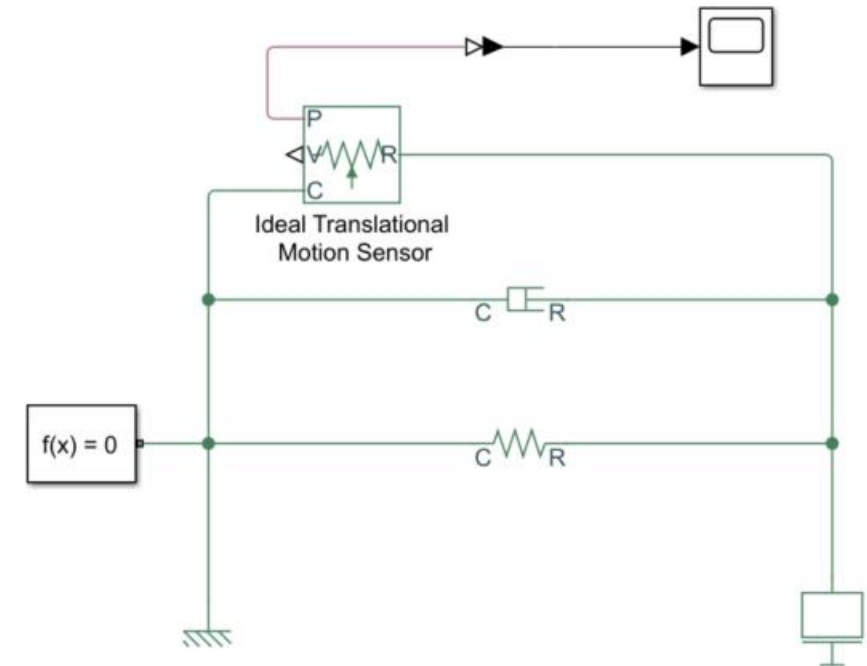 P
V
R
C
Ideal Translational
Motion Sensor
C
R
f(x) = 0
C
R